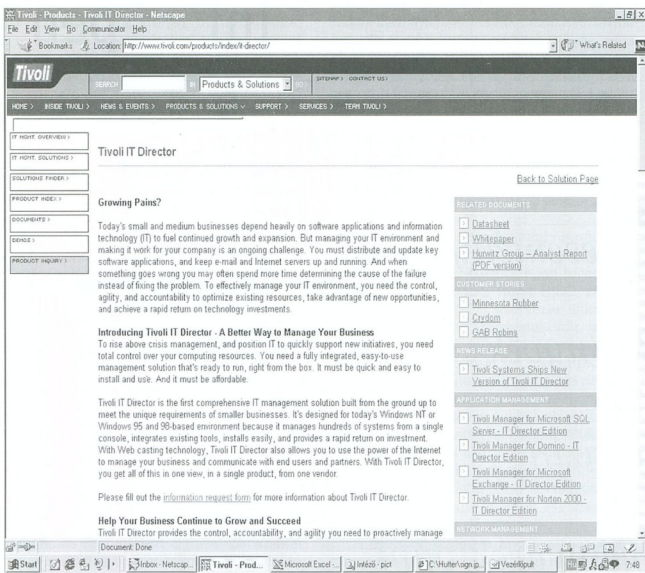 Tivoli - Products - Tivoli IT Director - Netscape
File Edit View Go Communicator Help
Bookmarks Location: http://www.tivoli.com/products/index/it-director/ What's Related
Tivoli
SEARCH IN Products & Solutions GO> SITEMAP> CONTACT US>
HOME > INSIDE TIVOLI > NEWS & EVENTS > PRODUCTS & SOLUTIONS SUPPORT > SERVICES > TEAM TIVOLI >
IT MGMT. OVERVIEW >
IT MGMT. SOLUTIONS >
SOLUTIONS FINDER >
PRODUCT INDEX >
DOCUMENTS >
DEMOS >
PRODUCT INQUIRY >
Tivoli IT Director
Back to Solution Page
Growing Pains?
Today's small and medium businesses depend heavily on software applications and information
technology (IT) to fuel continued growth and expansion. But managing your IT environment and
making it work for your company is an ongoing challenge. You must distribute and update key
software applications, and keep e-mail and Internet servers up and running. And when
something goes wrong you may often spend more time determining the cause of the failure
instead of fixing the problem. To effectively manage your IT environment, you need the control,
agility, and accountability to optimize existing resources, take advantage of new opportunities,
and achieve a rapid return on technology investments.
Introducing Tivoli IT Director - A Better Way to Manage Your Business
To rise above crisis management, and position IT to quickly support new initiatives, you need
total control over your computing resources. You need a fully integrated, easy-to-use
management solution that's ready to run, right from the box. It must be quick and easy to
install and use. And it must be affordable.
Tivoli IT Director is the first comprehensive IT management solution built from the ground up to
meet the unique requirements of smaller businesses. It's designed for today's Windows NT or
Windows 95 and 98-based environment because it manages hundreds of systems from a single
console, integrates existing tools, installs easily, and provides a rapid return on investment.
With Web casting technology, Tivoli IT Director also allows you to use the power of the Internet
to manage your business and communicate with end users and partners. With Tivoli IT Director,
you get all of this in one view, in a single product, from one vendor.
Please fill out the information request form for more information about Tivoli IT Director.
Help Your Business Continue to Grow and Succeed
Tivoli IT Director provides the control, accountability, and agility you need to proactively manage
RELATED DOCUMENTS
Datasheet
Whitepaper
Hurwitz Group – Analyst Report
(PDF version)
CUSTOMER STORIES
Minnesota Rubber
Crydom
GAB Robins
NEWS RELEASE
Tivoli Systems Ships New
Version of Tivoli IT Director
APPLICATION MANAGEMENT
Tivoli Manager for Microsoft SQL
Server - IT Director Edition
Tivoli Manager for Domino - IT
Director Edition
Tivoli Manager for Microsoft
Exchange - IT Director Edition
Tivoli Manager for Norton 2000 -
IT Director Edition
NETWORK MANAGEMENT
Document: Done
Start Inbox - Netscap... Tivoli - Prod... Microsoft Excel -... Intéző - pict C:\Hutter\sign.jp... Vezérlőpult 7:48